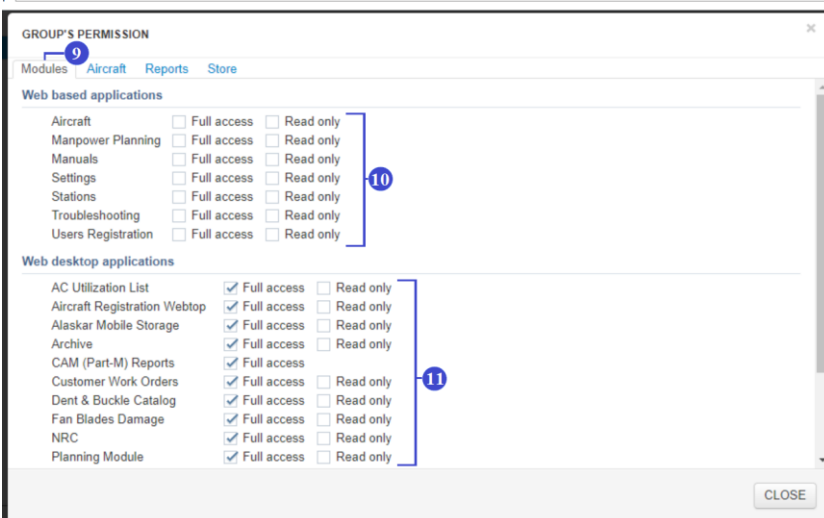 GROUP'S PERMISSION ×
9
Modules Aircraft Reports Store
Web based applications
Aircraft Full access Read only
Manpower Planning Full access Read only
Manuals Full access Read only
Settings Full access Read only
10
Stations Full access Read only
Troubleshooting Full access Read only
Users Registration Full access Read only
Web desktop applications
AC Utilization List Full access Read only
Aircraft Registration Webtop Full access Read only
Alaskar Mobile Storage Full access Read only
Archive Full access Read only
CAM (Part-M) Reports Full access
Customer Work Orders Full access Read only
11
Dent & Buckle Catalog Full access Read only
Fan Blades Damage Full access Read only
NRC Full access Read only
Planning Module Full access Read only
CLOSE